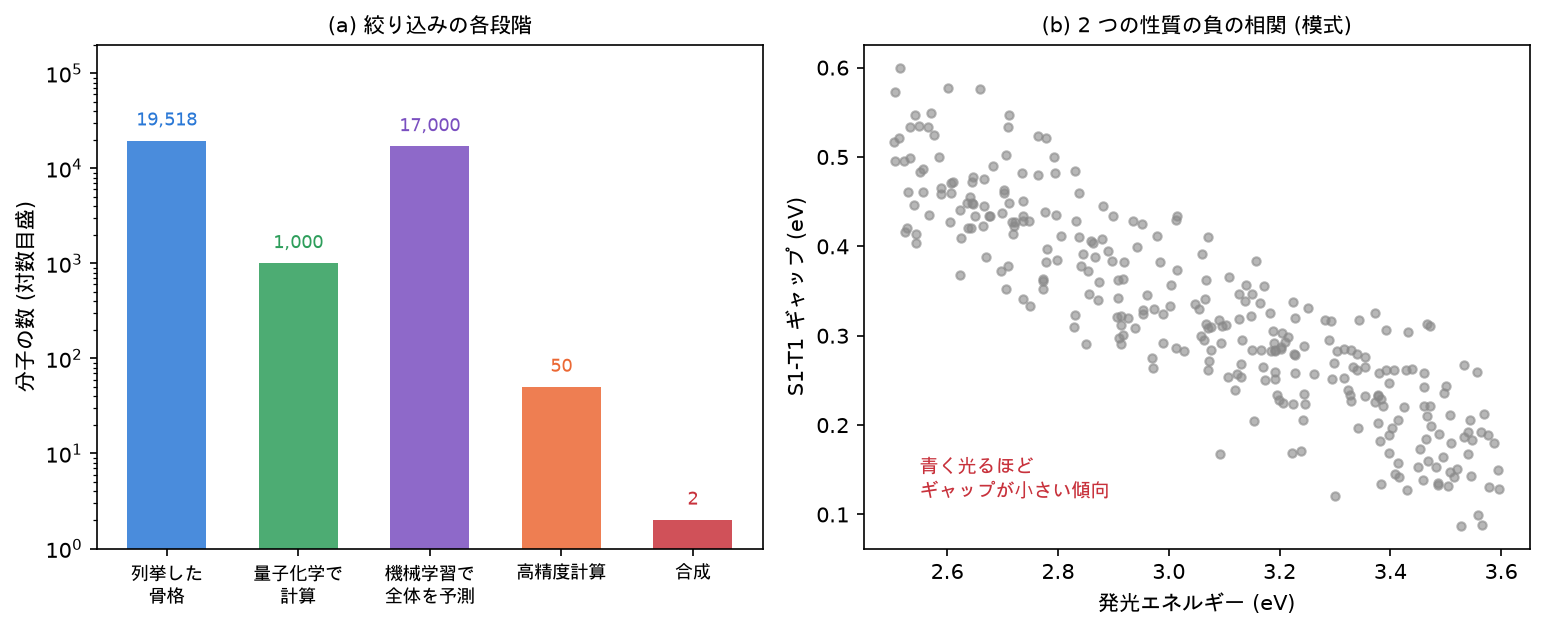 (a) 絞り込みの各段階
分子の数 (対数目盛)
10⁵
10⁴
10³
10²
10¹
10⁰
19,518
1,000
17,000
50
2
列挙した
骨格
量子化学で
計算
機械学習で
全体を予測
高精度計算
合成
(b) 2 つの性質の負の相関 (模式)
S1-T1 ギャップ (eV)
0.6
0.5
0.4
0.3
0.2
0.1
青く光るほど
ギャップが小さい傾向
2.6
2.8
3.0
3.2
3.4
3.6
発光エネルギー (eV)